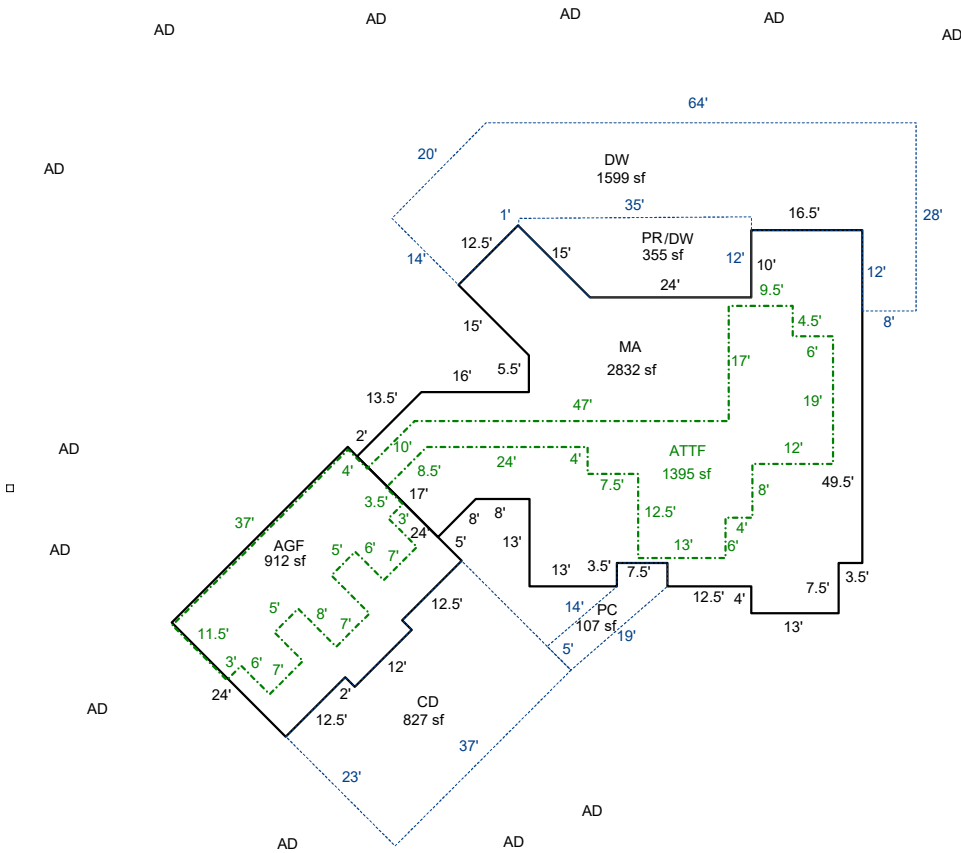 AD
AD
AD
AD
AD
64'
20'
DW
1599 sf
AD
1'
35'
16.5'
28'
12.5'
15'
PR/DW
355 sf
14'
12'
10'
12'
24'
9.5'
8'
15'
4.5'
MA
2832 sf
17'
6'
5.5'
16'
13.5'
47'
19'
2'
10'
AD
ATTF
1395 sf
4'
8.5'
24'
4'
12'
7.5'
49.5'
3.5'
17'
8'
3'
8'
8'
12.5'
37'
24'
5'
4'
AGF
912 sf
13'
13'
6'
AD
5'
6'
7'
13'
3.5'
7.5'
3.5'
7.5'
12.5'
4'
12.5'
14'
PC
107 sf
5'
8'
7'
13'
11.5'
19'
5'
3'
6'
7'
12'
24'
2'
CD
827 sf
12.5'
AD
37'
23'
AD
AD
AD